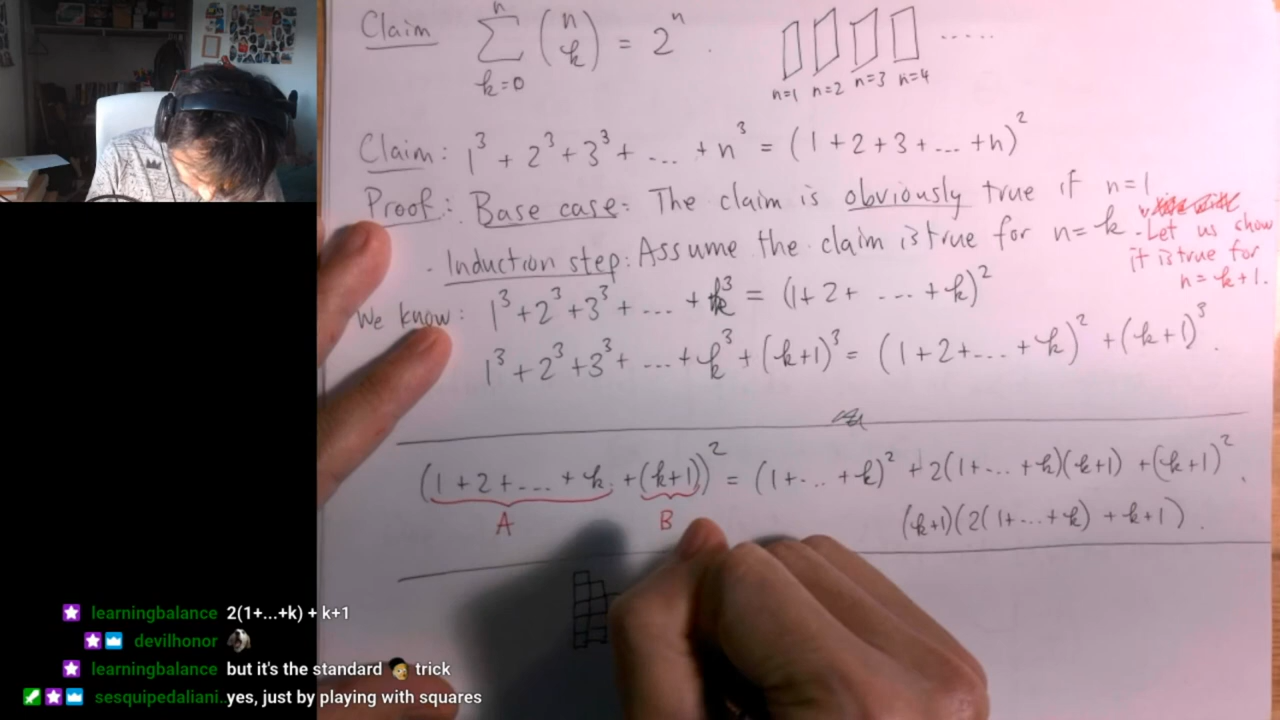 Claim ∑_{k=0}^{n} (n k) = 2^n .
n=1 n=2 n=3 n=4 .....
Claim: 1³ + 2³ + 3³ + ... + n³ = (1+2+3+...+n)²
Proof: Base case: The claim is obviously true if n=1
- Induction step: Assume the claim is true for n=k. Let us show
it is true for
n=k+1.
We know: 1³+2³+3³+ ... +k³ = (1+2+ ... +k)²
1³+2³+3³+ ... +k³+(k+1)³ = (1+2+...+k)² +(k+1)³.
(1+2+... +k +(k+1))² = (1+... +k)² +2(1+... +k)(k+1) +(k+1)².
A B
(k+1)(2(1+...+k) +k+1).
learningbalance 2(1+...+k) + k+1
devilhonor
learningbalance but it's the standard trick
sesquipedaliani..yes, just by playing with squares